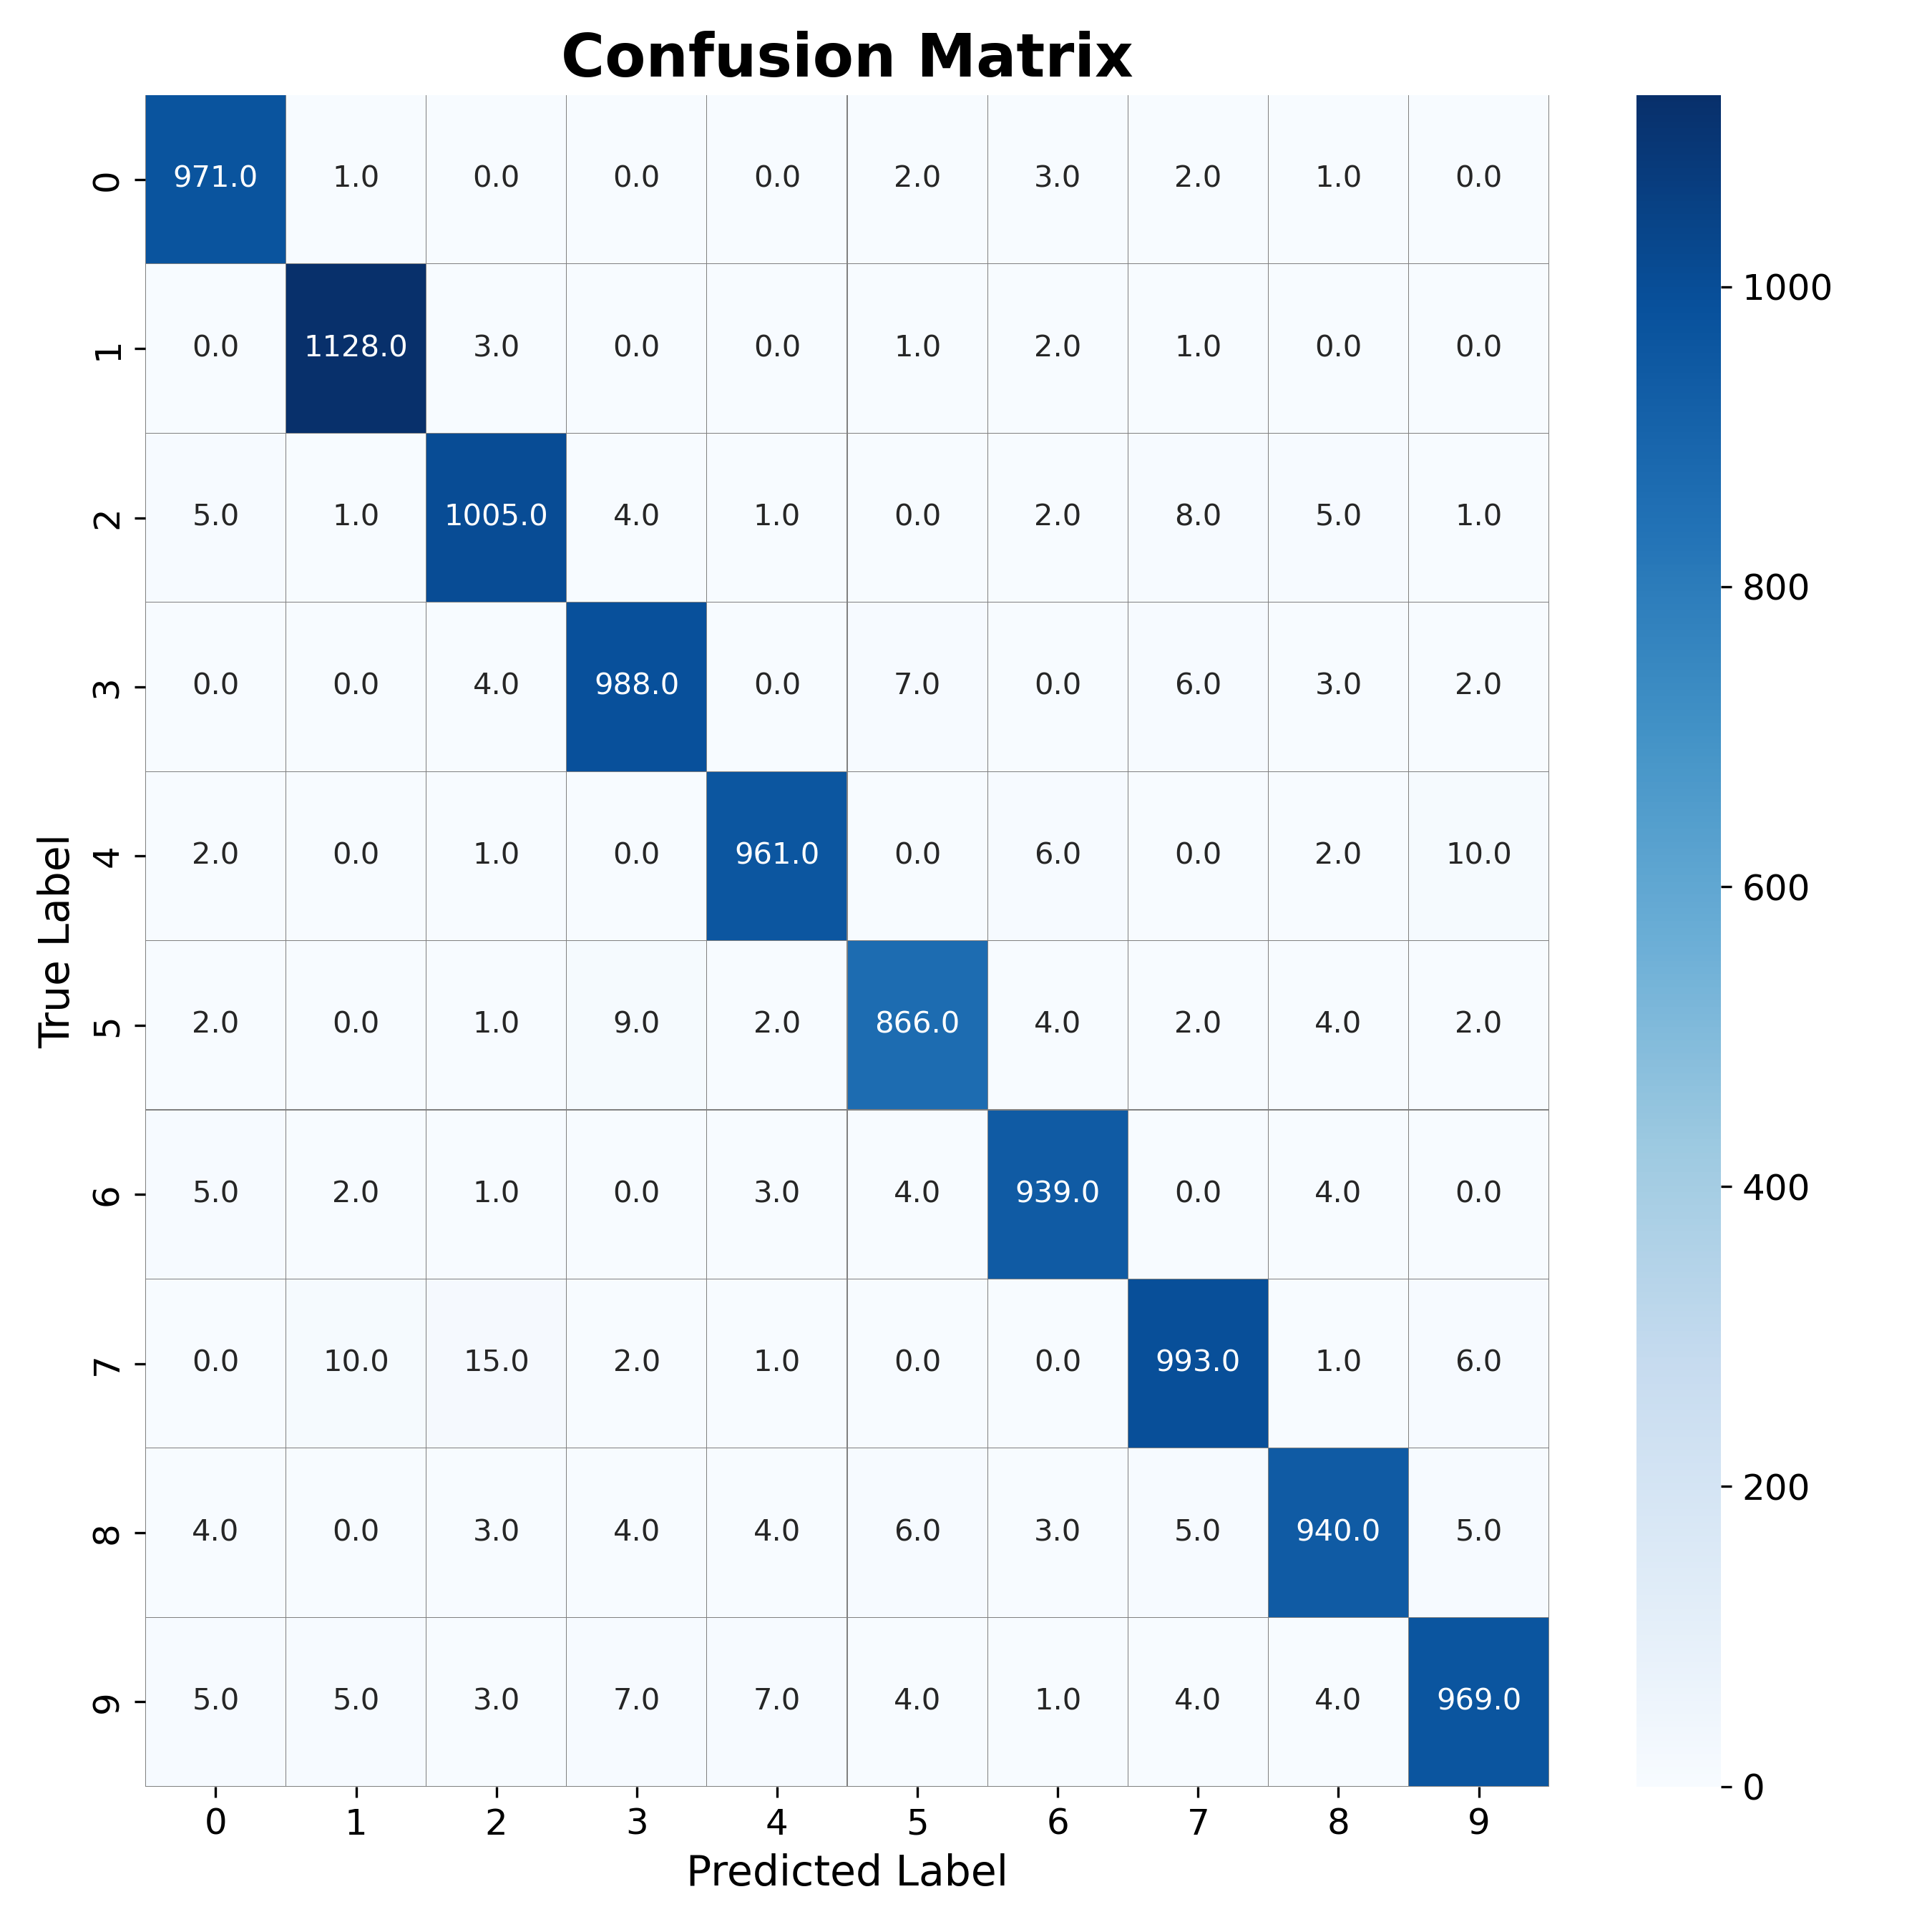 Confusion Matrix
0 971.0 1.0 0.0 0.0 0.0 2.0 3.0 2.0 1.0 0.0
1 0.0 1128.0 3.0 0.0 0.0 1.0 2.0 1.0 0.0 0.0
2 5.0 1.0 1005.0 4.0 1.0 0.0 2.0 8.0 5.0 1.0
3 0.0 0.0 4.0 988.0 0.0 7.0 0.0 6.0 3.0 2.0
4 2.0 0.0 1.0 0.0 961.0 0.0 6.0 0.0 2.0 10.0
5 2.0 0.0 1.0 9.0 2.0 866.0 4.0 2.0 4.0 2.0
6 5.0 2.0 1.0 0.0 3.0 4.0 939.0 0.0 4.0 0.0
7 0.0 10.0 15.0 2.0 1.0 0.0 0.0 993.0 1.0 6.0
8 4.0 0.0 3.0 4.0 4.0 6.0 3.0 5.0 940.0 5.0
9 5.0 5.0 3.0 7.0 7.0 4.0 1.0 4.0 4.0 969.0
0 1 2 3 4 5 6 7 8 9
Predicted Label
True Label
1000
800
600
400
200
0